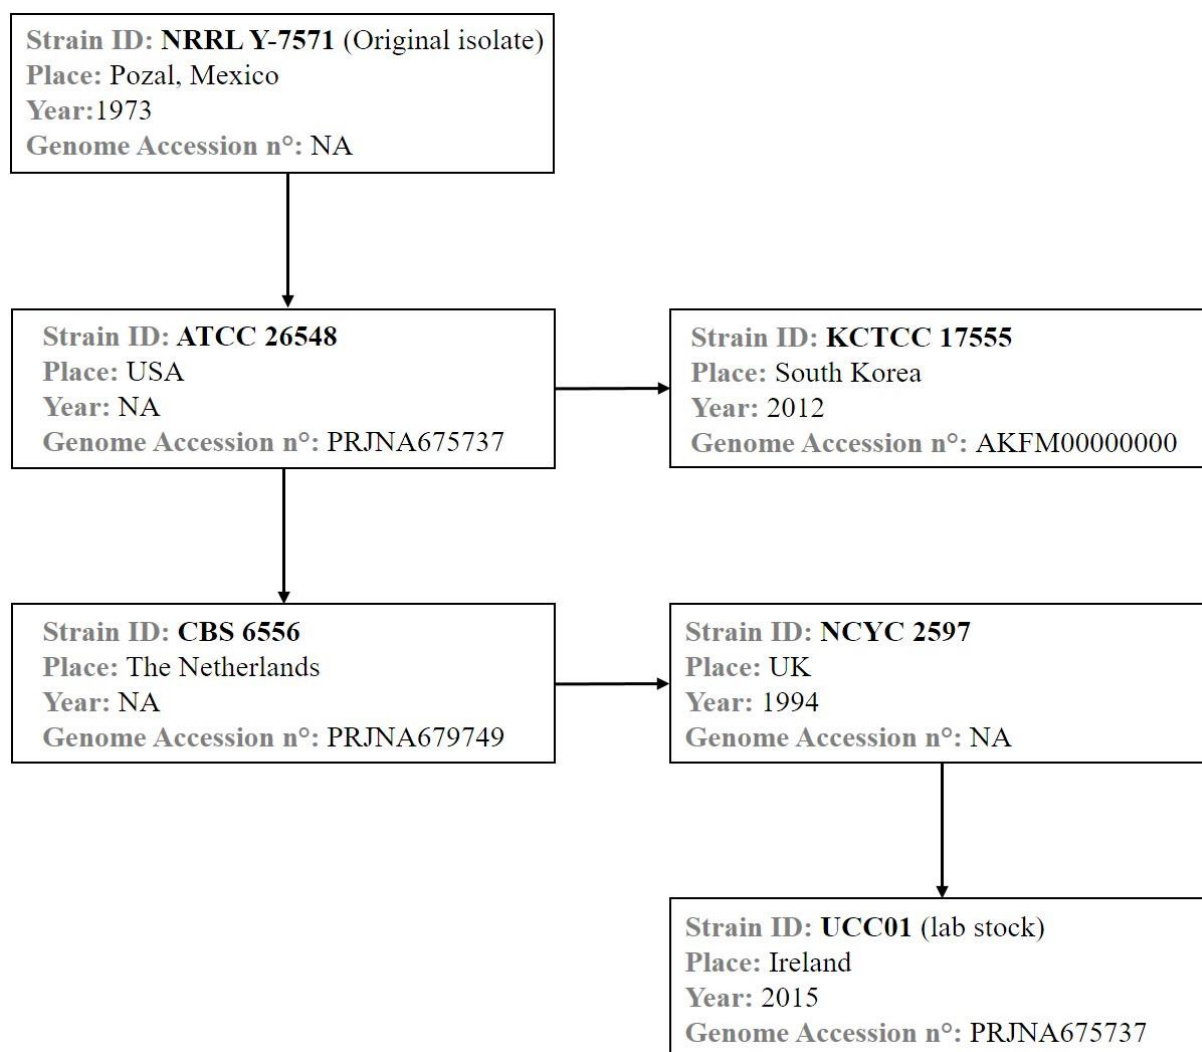 Strain ID: NRRL Y-7571 (Original isolate)
Place: Pozal, Mexico
Year:1973
Genome Accession n°: NA
Strain ID: ATCC 26548
Place: USA
Year: NA
Genome Accession n°: PRJNA675737
Strain ID: KCTCC 17555
Place: South Korea
Year: 2012
Genome Accession n°: AKFM00000000
Strain ID: CBS 6556
Place: The Netherlands
Year: NA
Genome Accession n°: PRJNA679749
Strain ID: NCYC 2597
Place: UK
Year: 1994
Genome Accession n°: NA
Strain ID: UCC01 (lab stock)
Place: Ireland
Year: 2015
Genome Accession n°: PRJNA675737